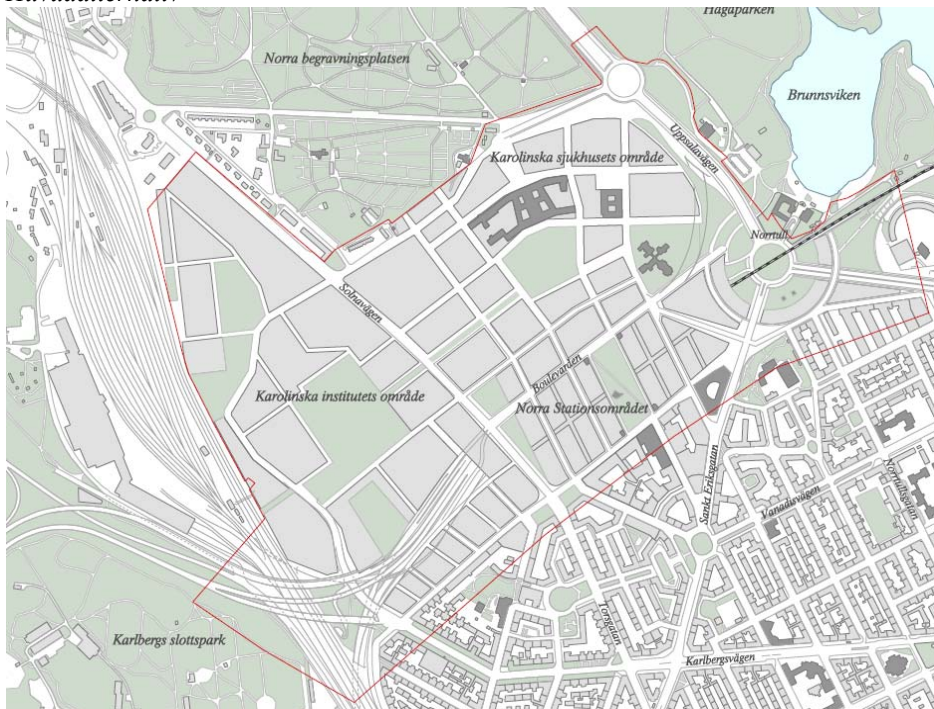 Huvudalternativ
Hagaparken
Norra begravningsplatsen
Brunnsviken
Uppsalavägen
Karolinska sjukhusets område
Norrtull
Solnavägen
Boulevarden
Karolinska institutets område
Norra Stationsområdet
Sankt Eriksgatan
Norrtullsgatan
Vanadisvägen
Torsgatan
Karlbergs slottspark
Karlbergsvägen